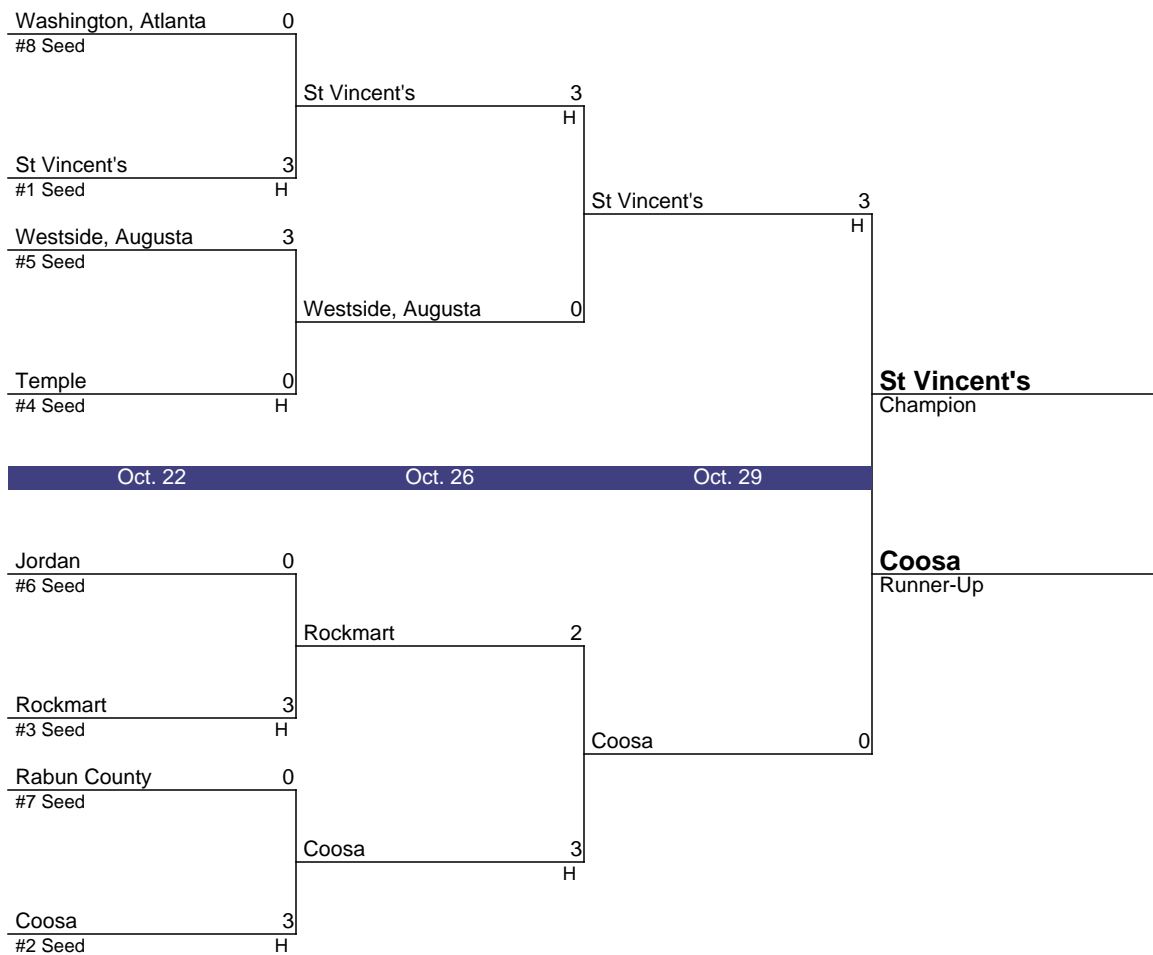 Washington, Atlanta 0
#8 Seed
St Vincent's 3
H
St Vincent's 3
#1 Seed H
St Vincent's 3
H
Westside, Augusta 3
#5 Seed
Westside, Augusta 0
Temple 0
#4 Seed H
St Vincent's
Champion
Oct. 22 Oct. 26 Oct. 29
Jordan 0
#6 Seed
Coosa
Runner-Up
Rockmart 2
Rockmart 3
#3 Seed H
Coosa 0
Rabun County 0
#7 Seed
Coosa 3
H
Coosa 3
#2 Seed H